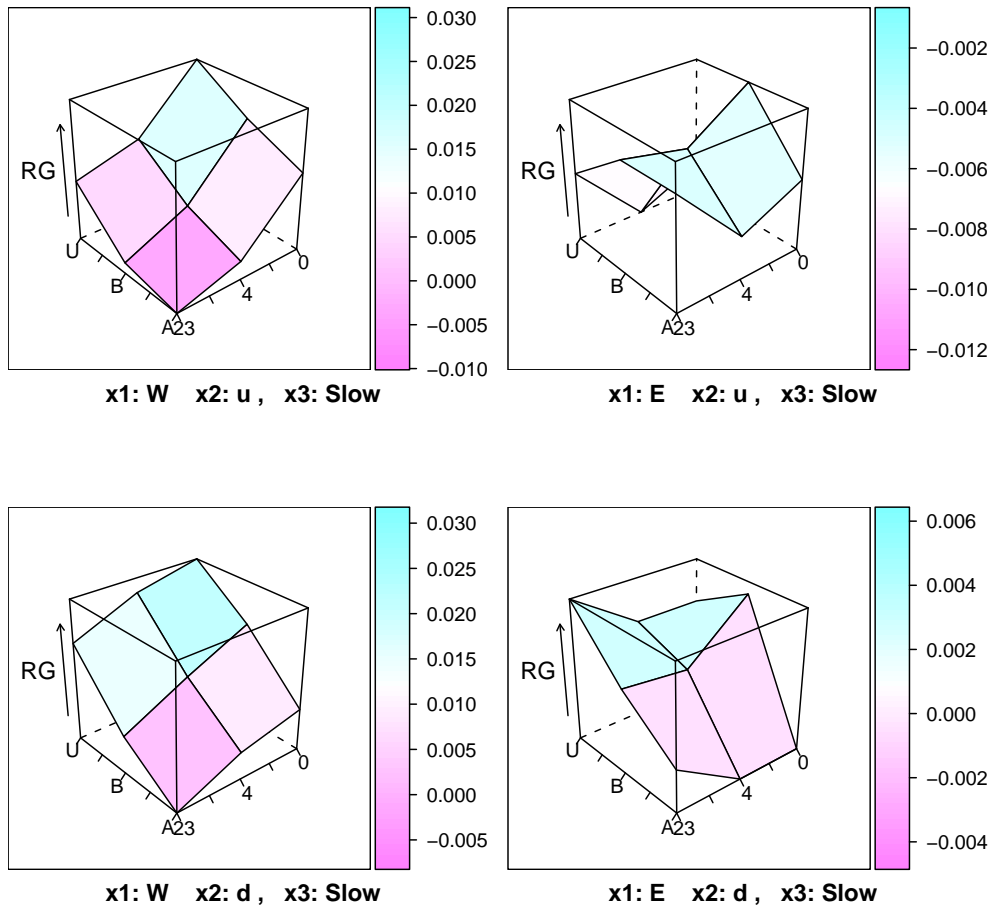 0.030
0.025
0.020
0.015
0.010
0.005
0.000
−0.005
−0.010
RG
U
B
A23
4
0
x1: W x2: u , x3: Slow
−0.002
−0.004
−0.006
−0.008
−0.010
−0.012
RG
U
B
A23
4
0
x1: E x2: u , x3: Slow
0.030
0.025
0.020
0.015
0.010
0.005
0.000
−0.005
RG
U
B
A23
4
0
x1: W x2: d , x3: Slow
0.006
0.004
0.002
0.000
−0.002
−0.004
RG
U
B
A23
4
0
x1: E x2: d , x3: Slow